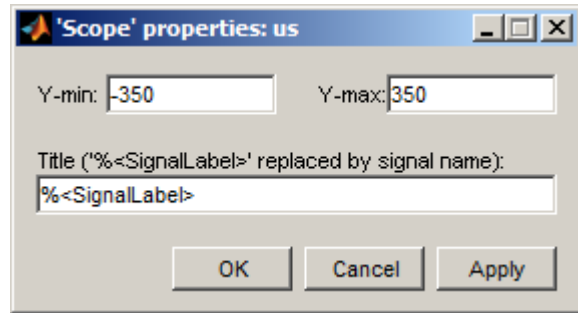 'Scope' properties: us
Y-min: -350 Y-max: 350
Title ('%<SignalLabel>' replaced by signal name):
%<SignalLabel>
OK Cancel Apply